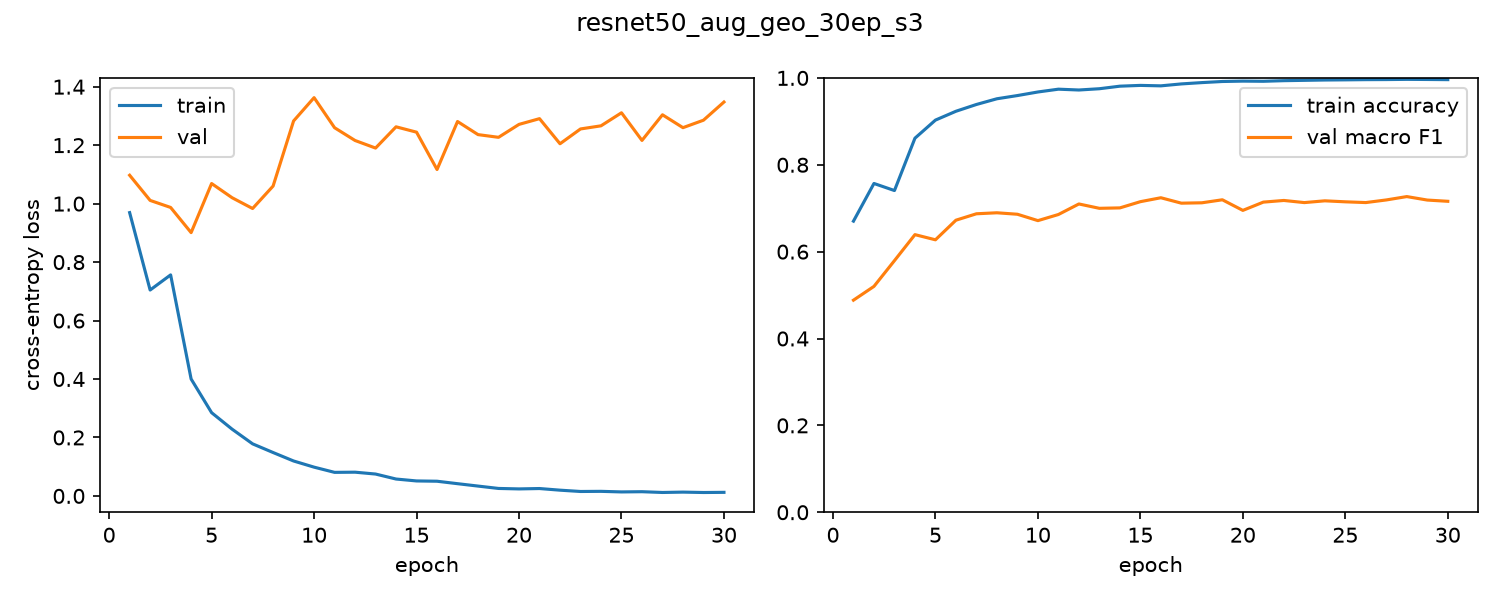 resnet50_aug_geo_30ep_s3
1.4
1.2
1.0
0.8
0.6
0.4
0.2
0.0
cross-entropy loss
train
val
0 5 10 15 20 25 30
epoch
1.0
0.8
0.6
0.4
0.2
0.0
train accuracy
val macro F1
0 5 10 15 20 25 30
epoch